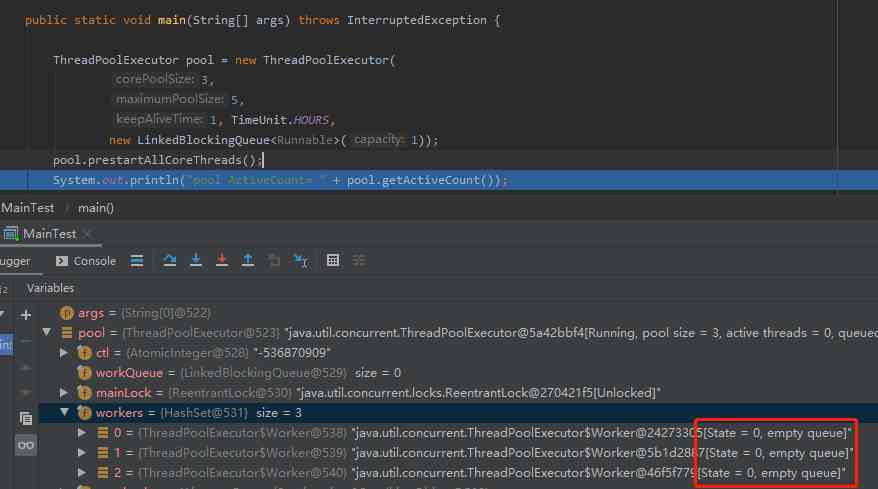 public static void main(String[] args) throws InterruptedException {
ThreadPoolExecutor pool = new ThreadPoolExecutor(
corePoolSize: 3,
maximumPoolSize: 5,
keepAliveTime: 1, TimeUnit.HOURS,
new LinkedBlockingQueue<Runnable>( capacity: 1));
pool.prestartAllCoreThreads();
System.out.println("pool ActiveCount= " + pool.getActiveCount());
MainTest › main()
MainTest ×
ugger Console
Variables
args = {String[0]@522}
pool = {ThreadPoolExecutor@523} "java.util.concurrent.ThreadPoolExecutor@5a42bbf4[Running, pool size = 3, active threads = 0, queued
ctl = {AtomicInteger@528} "-536870909"
workQueue = {LinkedBlockingQueue@529} size = 0
mainLock = {ReentrantLock@530} "java.util.concurrent.locks.ReentrantLock@270421f5[Unlocked]"
workers = {HashSet@531} size = 3
0 = {ThreadPoolExecutor$Worker@538} "java.util.concurrent.ThreadPoolExecutor$Worker@24273305[State = 0, empty queue]"
1 = {ThreadPoolExecutor$Worker@539} "java.util.concurrent.ThreadPoolExecutor$Worker@5b1d2887[State = 0, empty queue]"
2 = {ThreadPoolExecutor$Worker@540} "java.util.concurrent.ThreadPoolExecutor$Worker@46f5f779[State = 0, empty queue]"